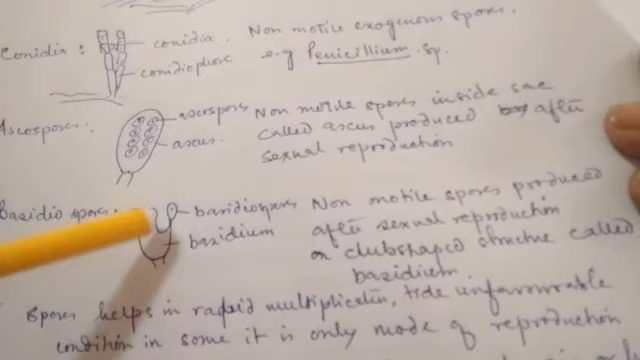 Conidia : conidia. Non motile exogenous spores.
conidiophore e.g Penicillium sp.
Ascospores. ascospores Non motile spores inside sac
ascus. called ascus produced after
sexual reproduction
Basidio spores. basidiospores Non motile spores produced
basidium after sexual reproduction
on clubshaped structure called
basidium.
Spores helps in rapid multiplication, tide unfavourable
condition in some it is only mode of reproduction